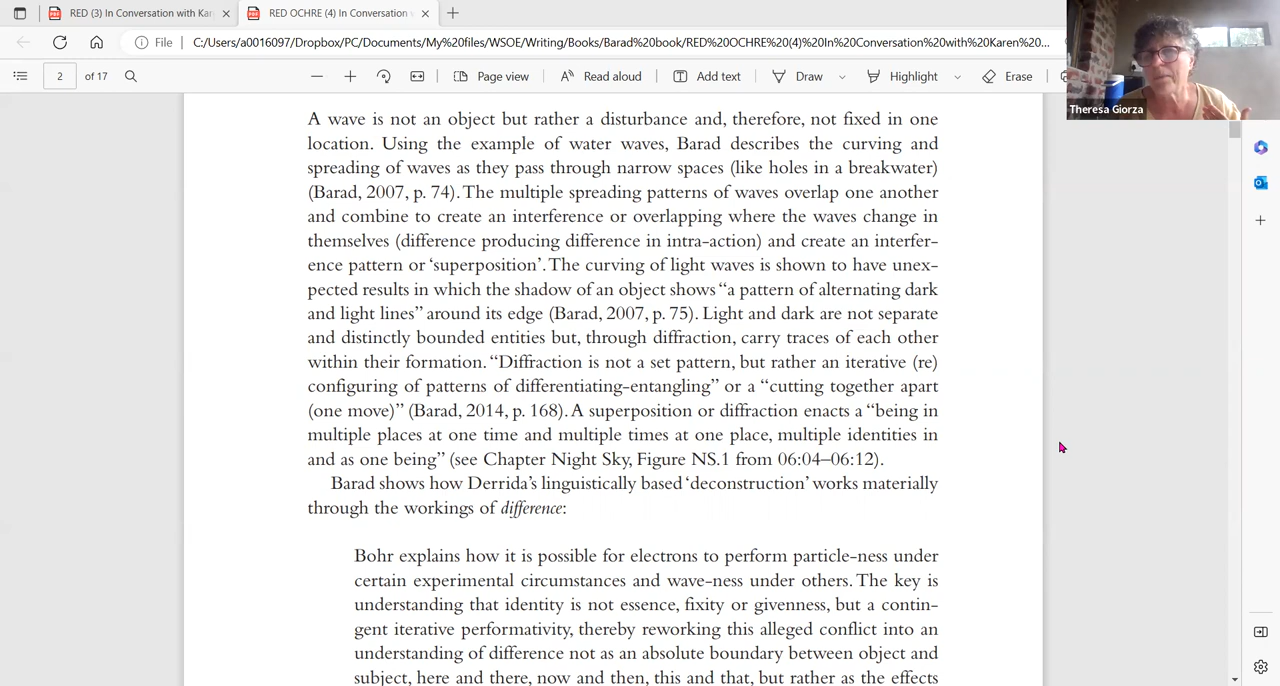 RED (3) In Conversation with Kar
RED OCHRE (4) In Conversation
File
C:/Users/a0016097/Dropbox/PC/Documents/My%20files/WSOE/Writing/Books/Barad%20book/RED%20OCHRE%20(4)%20In%20Conversation%20with%20Karen%20...
2 of 17
Page view
Read aloud
Add text
Draw
Highlight
Erase
Theresa Giorza
A wave is not an object but rather a disturbance and, therefore, not fixed in one
location. Using the example of water waves, Barad describes the curving and
spreading of waves as they pass through narrow spaces (like holes in a breakwater)
(Barad, 2007, p. 74). The multiple spreading patterns of waves overlap one another
and combine to create an interference or overlapping where the waves change in
themselves (difference producing difference in intra-action) and create an interfer-
ence pattern or ‘superposition’. The curving of light waves is shown to have unex-
pected results in which the shadow of an object shows “a pattern of alternating dark
and light lines” around its edge (Barad, 2007, p. 75). Light and dark are not separate
and distinctly bounded entities but, through diffraction, carry traces of each other
within their formation. “Diffraction is not a set pattern, but rather an iterative (re)
configuring of patterns of differentiating-entangling” or a “cutting together apart
(one move)” (Barad, 2014, p. 168). A superposition or diffraction enacts a “being in
multiple places at one time and multiple times at one place, multiple identities in
and as one being” (see Chapter Night Sky, Figure NS.1 from 06:04–06:12).
Barad shows how Derrida’s linguistically based ‘deconstruction’ works materially
through the workings of difference:
Bohr explains how it is possible for electrons to perform particle-ness under
certain experimental circumstances and wave-ness under others. The key is
understanding that identity is not essence, fixity or givenness, but a contin-
gent iterative performativity, thereby reworking this alleged conflict into an
understanding of difference not as an absolute boundary between object and
subject, here and there, now and then, this and that, but rather as the effects